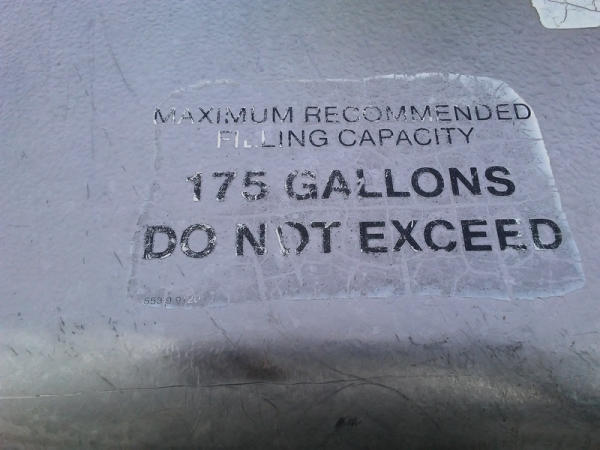 MAXIMUM RECOMMENDED
FILLING CAPACITY
175 GALLONS
DO NOT EXCEED